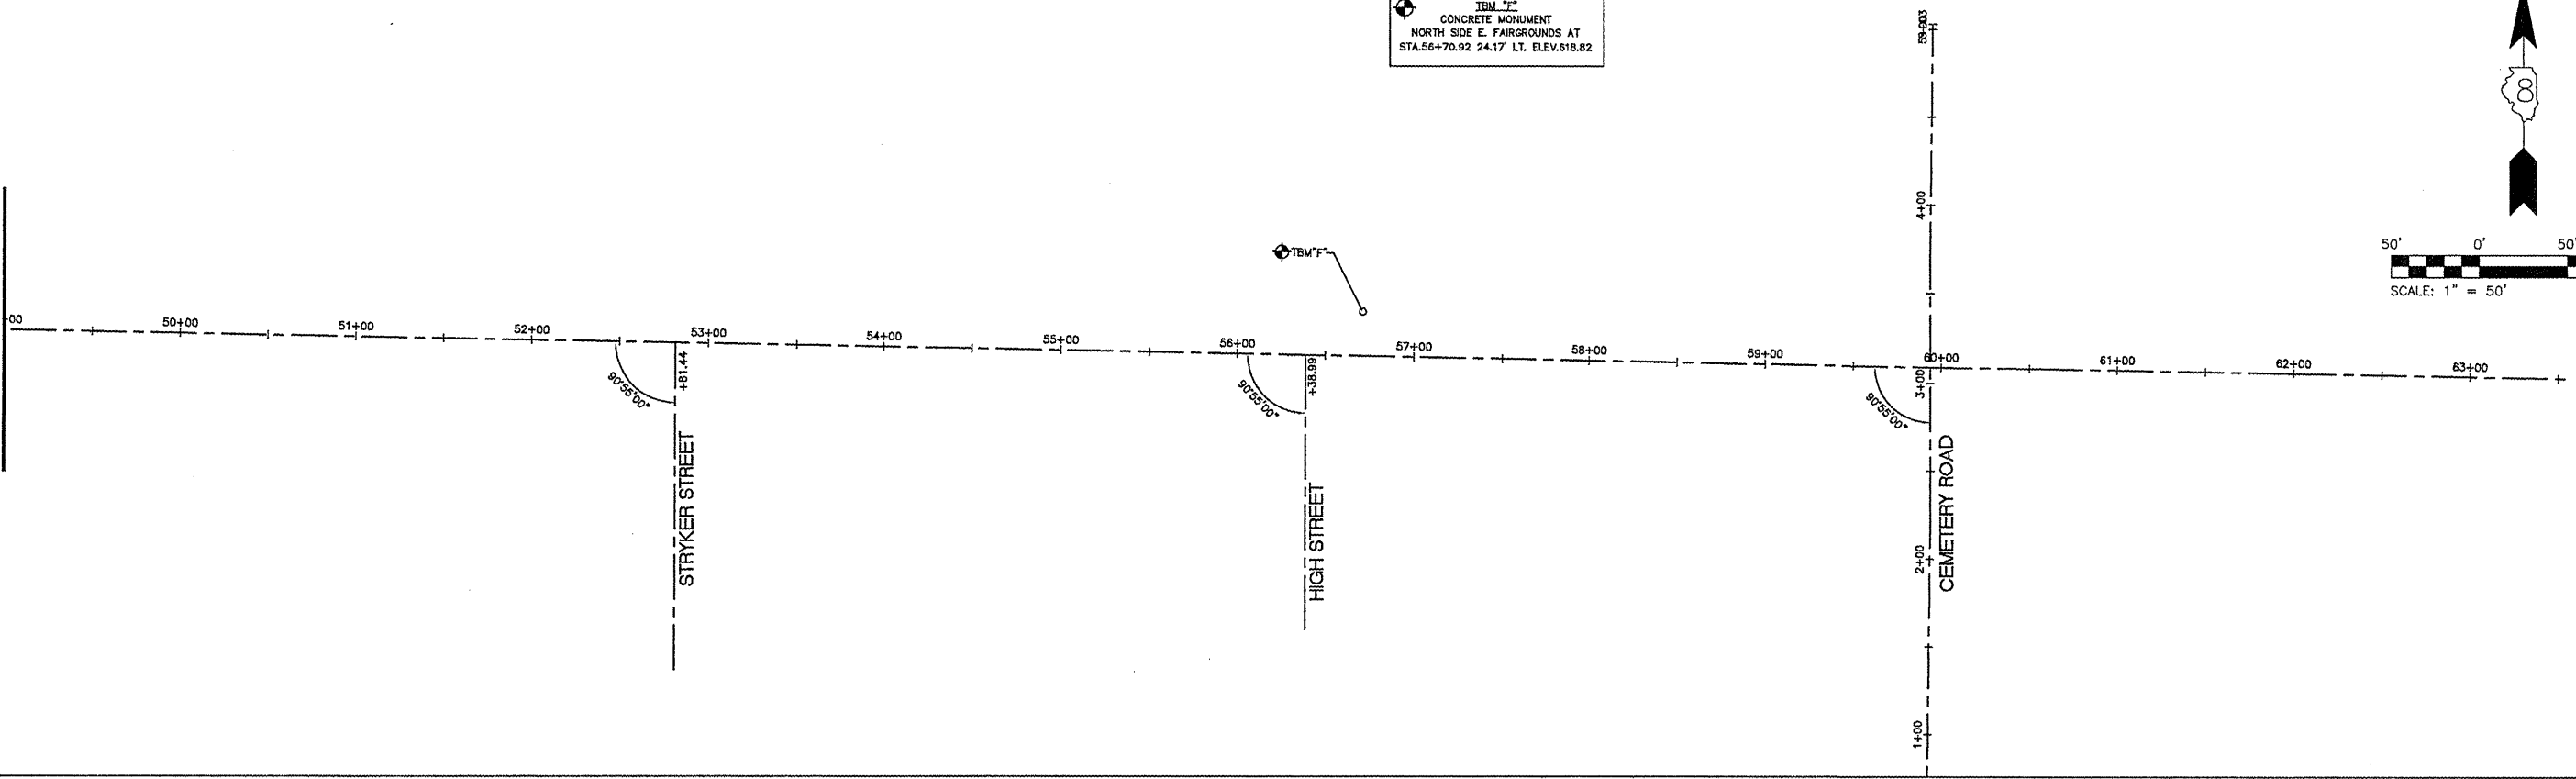 TBM "F"
CONCRETE MONUMENT
NORTH SIDE E. FAIRGROUNDS AT
STA.56+70.92 24.17' LT. ELEV.618.82
8
50' 0' 50'
SCALE: 1" = 50'
TBM"F"
00
50+00
51+00
52+00
53+00
54+00
55+00
56+00
57+00
58+00
59+00
60+00
61+00
62+00
63+00
+81.44
90°55'00"
STRYKER STREET
+38.99
90°55'00"
HIGH STREET
90°55'00"
CEMETERY ROAD
4+00
3+00
2+00
1+00